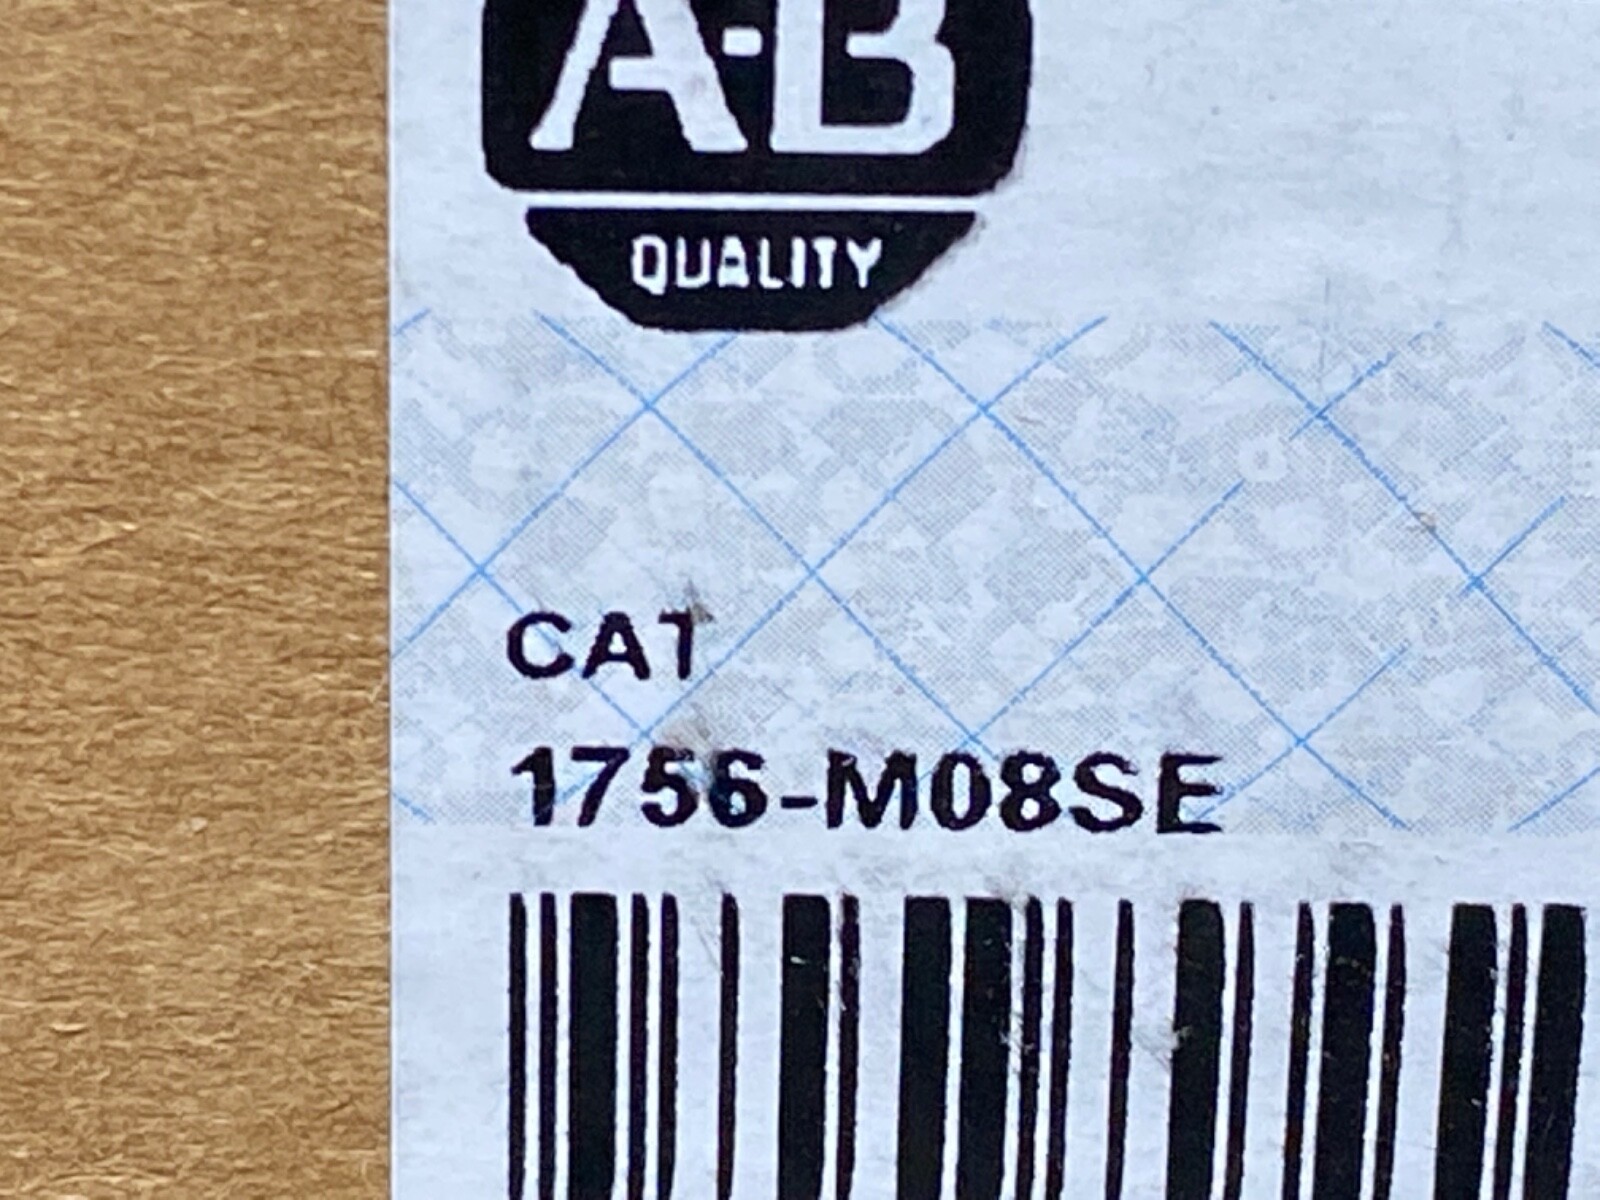 A-B
QUALITY
CAT
1756-M08SE